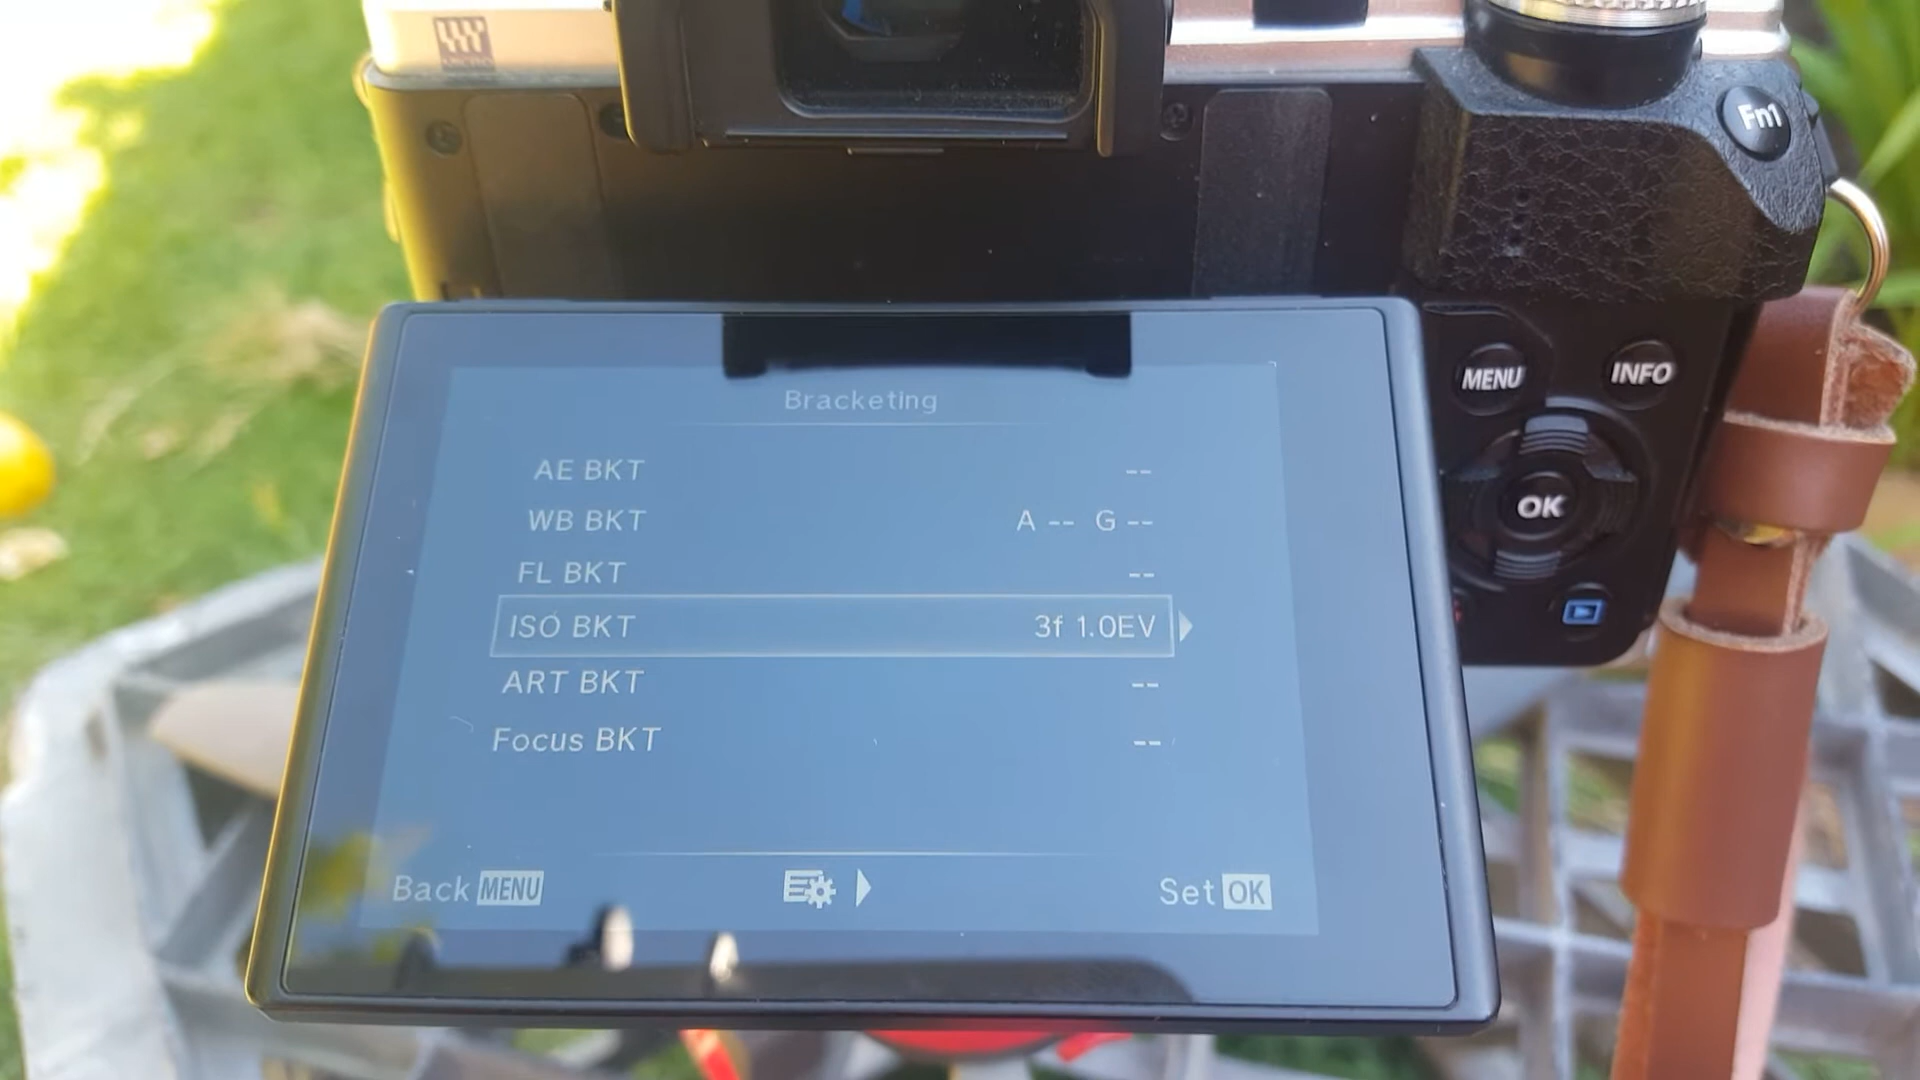 Fn1
MENU
INFO
OK
Bracketing
AE BKT --
WB BKT A -- G --
FL BKT --
ISO BKT 3f 1.0EV
ART BKT --
Focus BKT --
Back MENU
Set OK